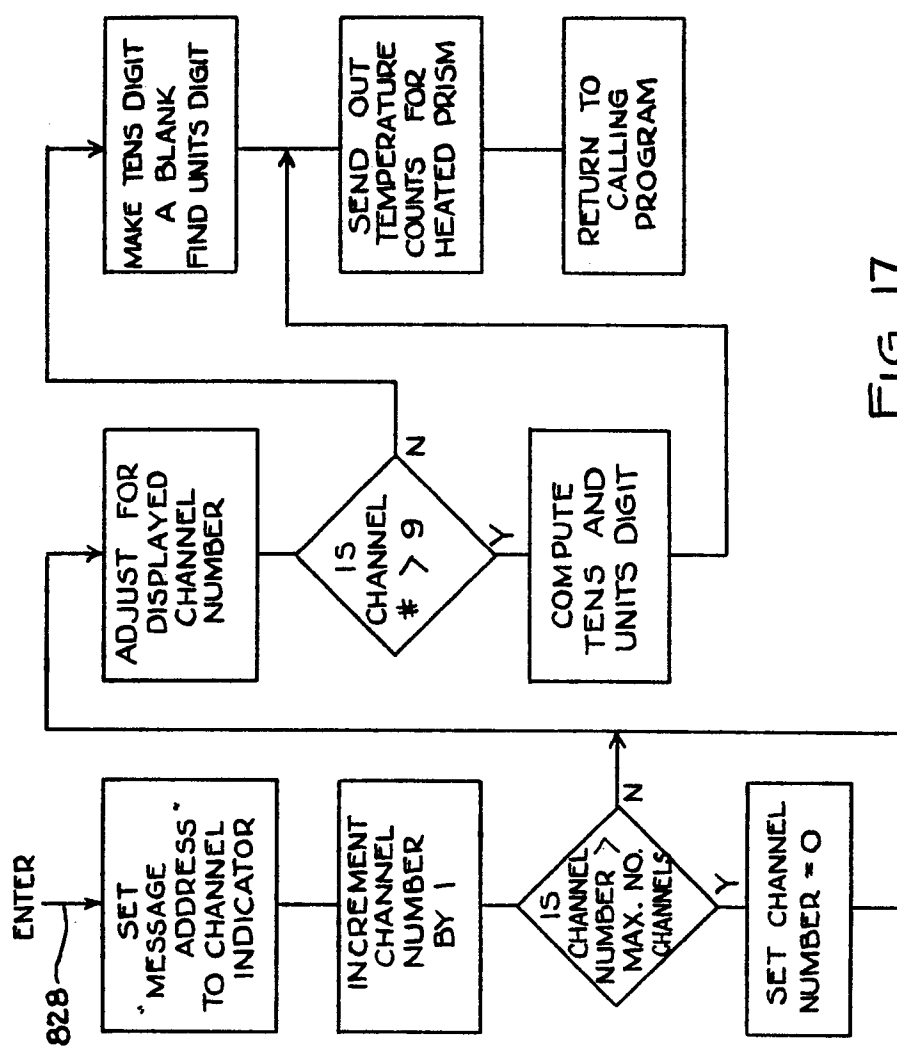 ENTER
828
SET
"MESSAGE
ADDRESS"
TO CHANNEL
INDICATOR
INCREMENT
CHANNEL
NUMBER
BY 1
IS
CHANNEL
NUMBER >
MAX. NO.
CHANNELS
N
Y
SET CHANNEL
NUMBER = 0
ADJUST FOR
DISPLAYED
CHANNEL
NUMBER
IS
CHANNEL
# > 9
N
Y
COMPUTE
TENS AND
UNITS DIGIT
MAKE TENS DIGIT
A BLANK
FIND UNITS DIGIT
SEND OUT
TEMPERATURE
COUNTS FOR
HEATED PRISM
RETURN TO
CALLING
PROGRAM
FIG. 17